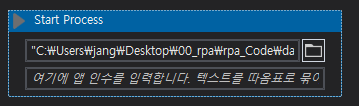 Start Process
"C:₩Users₩jang₩Desktop₩00_rpa₩rpa_Code₩da
여기에 앱 인수를 입력합니다. 텍스트를 따옴표로 묶어